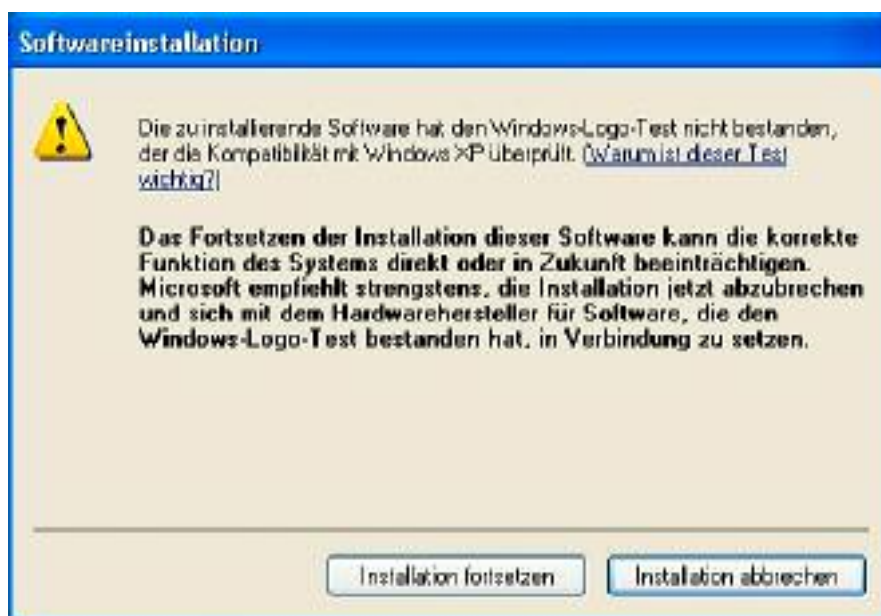 Softwareinstallation
Die zu installierende Software hat den Windows-Logo-Test nicht bestanden,
der die Kompatibilität mit Windows XP überprüft. (Warum ist dieser Test
wichtig?)
Das Fortsetzen der Installation dieser Software kann die korrekte
Funktion des Systems direkt oder in Zukunft beeinträchtigen.
Microsoft empfiehlt strengstens, die Installation jetzt abzubrechen
und sich mit dem Hardwarehersteller für Software, die den
Windows-Logo-Test bestanden hat, in Verbindung zu setzen.
Installation fortsetzen
Installation abbrechen